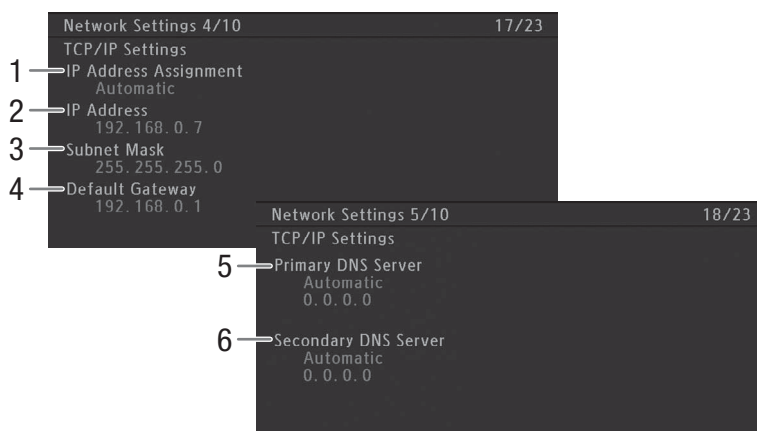 Network Settings 4/10 17/23
TCP/IP Settings
1 IP Address Assignment
Automatic
2 IP Address
192.168.0.7
3 Subnet Mask
255.255.255.0
4 Default Gateway
192.168.0.1
Network Settings 5/10 18/23
TCP/IP Settings
5 Primary DNS Server
Automatic
0.0.0.0
6 Secondary DNS Server
Automatic
0.0.0.0